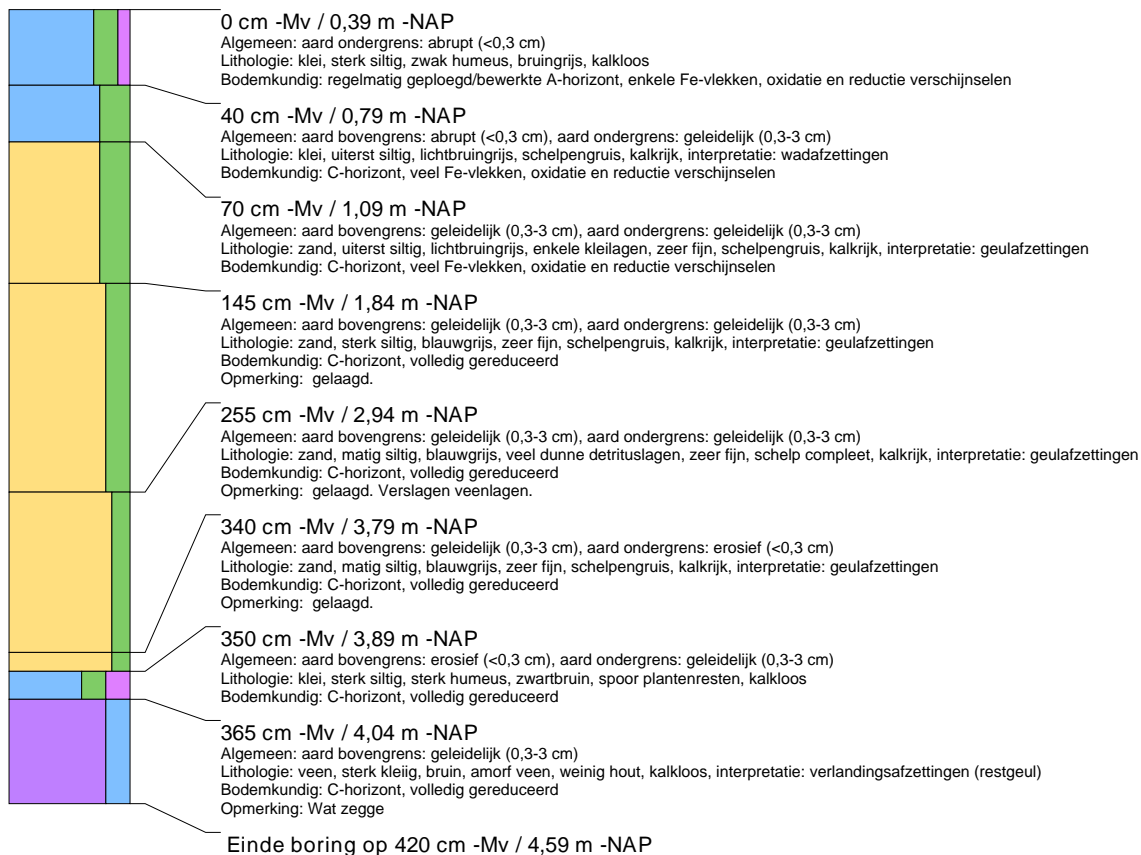 0 cm -Mv / 0,39 m -NAP
Algemeen: aard ondergrens: abrupt (<0,3 cm)
Lithologie: klei, sterk siltig, zwak humeus, bruingrijs, kalkloos
Bodemkundig: regelmatig geploegd/bewerkte A-horizont, enkele Fe-vlekken, oxidatie en reductie verschijnselen
40 cm -Mv / 0,79 m -NAP
Algemeen: aard bovengrens: abrupt (<0,3 cm), aard ondergrens: geleidelijk (0,3-3 cm)
Lithologie: klei, uiterst siltig, lichtbruingrijs, schelpengruis, kalkrijk, interpretatie: wadafzettingen
Bodemkundig: C-horizont, veel Fe-vlekken, oxidatie en reductie verschijnselen
70 cm -Mv / 1,09 m -NAP
Algemeen: aard bovengrens: geleidelijk (0,3-3 cm), aard ondergrens: geleidelijk (0,3-3 cm)
Lithologie: zand, uiterst siltig, lichtbruingrijs, enkele kleilagen, zeer fijn, schelpengruis, kalkrijk, interpretatie: geulafzettingen
Bodemkundig: C-horizont, veel Fe-vlekken, oxidatie en reductie verschijnselen
145 cm -Mv / 1,84 m -NAP
Algemeen: aard bovengrens: geleidelijk (0,3-3 cm), aard ondergrens: geleidelijk (0,3-3 cm)
Lithologie: zand, sterk siltig, blauwgrijs, zeer fijn, schelpengruis, kalkrijk, interpretatie: geulafzettingen
Bodemkundig: C-horizont, volledig gereduceerd
Opmerking: gelaagd.
255 cm -Mv / 2,94 m -NAP
Algemeen: aard bovengrens: geleidelijk (0,3-3 cm), aard ondergrens: geleidelijk (0,3-3 cm)
Lithologie: zand, matig siltig, blauwgrijs, veel dunne detrituslagen, zeer fijn, schelp compleet, kalkrijk, interpretatie: geulafzettingen
Bodemkundig: C-horizont, volledig gereduceerd
Opmerking: gelaagd. Verslagen veenlagen.
340 cm -Mv / 3,79 m -NAP
Algemeen: aard bovengrens: geleidelijk (0,3-3 cm), aard ondergrens: erosief (<0,3 cm)
Lithologie: zand, matig siltig, blauwgrijs, zeer fijn, schelpengruis, kalkrijk, interpretatie: geulafzettingen
Bodemkundig: C-horizont, volledig gereduceerd
Opmerking: gelaagd.
350 cm -Mv / 3,89 m -NAP
Algemeen: aard bovengrens: erosief (<0,3 cm), aard ondergrens: geleidelijk (0,3-3 cm)
Lithologie: klei, sterk siltig, sterk humeus, zwartbruin, spoor plantenresten, kalkloos
Bodemkundig: C-horizont, volledig gereduceerd
365 cm -Mv / 4,04 m -NAP
Algemeen: aard bovengrens: geleidelijk (0,3-3 cm)
Lithologie: veen, sterk kleiig, bruin, amorf veen, weinig hout, kalkloos, interpretatie: verlandingsafzettingen (restgeul)
Bodemkundig: C-horizont, volledig gereduceerd
Opmerking: Wat zegge
Einde boring op 420 cm -Mv / 4,59 m -NAP